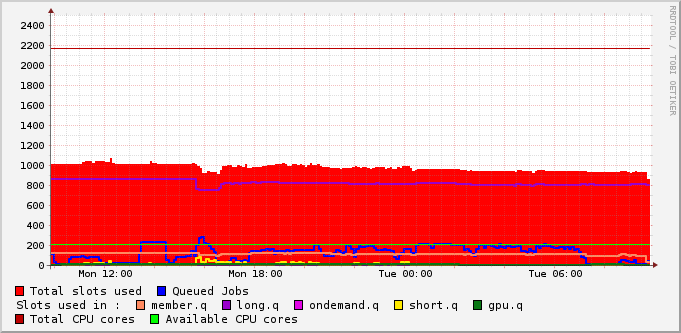 RRDTOOL / TOBI OETIKER
2400
2200
2000
1800
1600
1400
1200
1000
800
600
400
200
0
Mon 12:00 Mon 18:00 Tue 00:00 Tue 06:00
Total slots used Queued Jobs
Slots used in : member.q long.q ondemand.q short.q gpu.q
Total CPU cores Available CPU cores